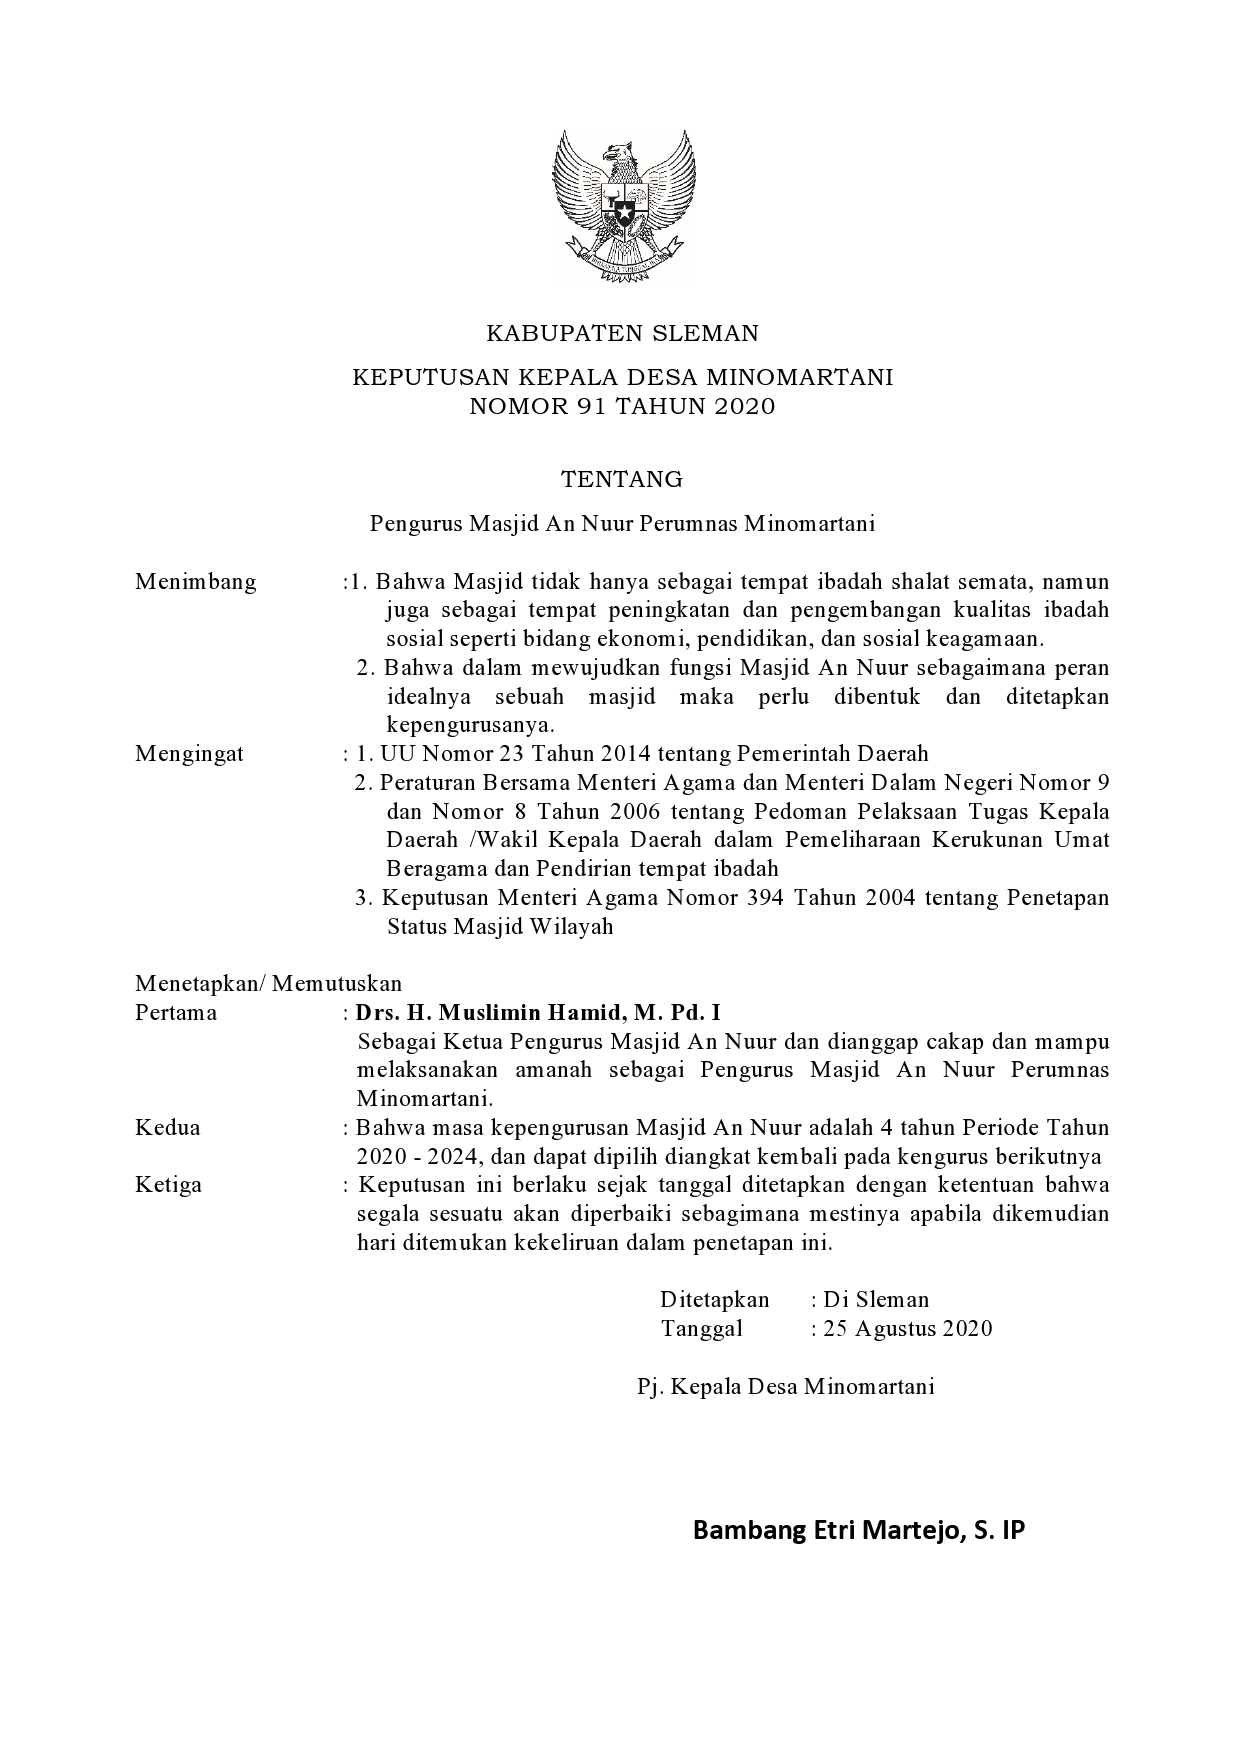 KABUPATEN SLEMAN
KEPUTUSAN KEPALA DESA MINOMARTANI
NOMOR 91 TAHUN 2020
TENTANG
Pengurus Masjid An Nuur Perumnas Minomartani
Menimbang :1. Bahwa Masjid tidak hanya sebagai tempat ibadah shalat semata, namun
juga sebagai tempat peningkatan dan pengembangan kualitas ibadah
sosial seperti bidang ekonomi, pendidikan, dan sosial keagamaan.
2. Bahwa dalam mewujudkan fungsi Masjid An Nuur sebagaimana peran
idealnya sebuah masjid maka perlu dibentuk dan ditetapkan
kepengurusanya.
Mengingat : 1. UU Nomor 23 Tahun 2014 tentang Pemerintah Daerah
2. Peraturan Bersama Menteri Agama dan Menteri Dalam Negeri Nomor 9
dan Nomor 8 Tahun 2006 tentang Pedoman Pelaksaan Tugas Kepala
Daerah /Wakil Kepala Daerah dalam Pemeliharaan Kerukunan Umat
Beragama dan Pendirian tempat ibadah
3. Keputusan Menteri Agama Nomor 394 Tahun 2004 tentang Penetapan
Status Masjid Wilayah
Menetapkan/ Memutuskan
Pertama : Drs. H. Muslimin Hamid, M. Pd. I
Sebagai Ketua Pengurus Masjid An Nuur dan dianggap cakap dan mampu
melaksanakan amanah sebagai Pengurus Masjid An Nuur Perumnas
Minomartani.
Kedua : Bahwa masa kepengurusan Masjid An Nuur adalah 4 tahun Periode Tahun
2020 - 2024, dan dapat dipilih diangkat kembali pada kengurus berikutnya
Ketiga : Keputusan ini berlaku sejak tanggal ditetapkan dengan ketentuan bahwa
segala sesuatu akan diperbaiki sebagimana mestinya apabila dikemudian
hari ditemukan kekeliruan dalam penetapan ini.
Ditetapkan : Di Sleman
Tanggal : 25 Agustus 2020
Pj. Kepala Desa Minomartani
Bambang Etri Martejo, S. IP